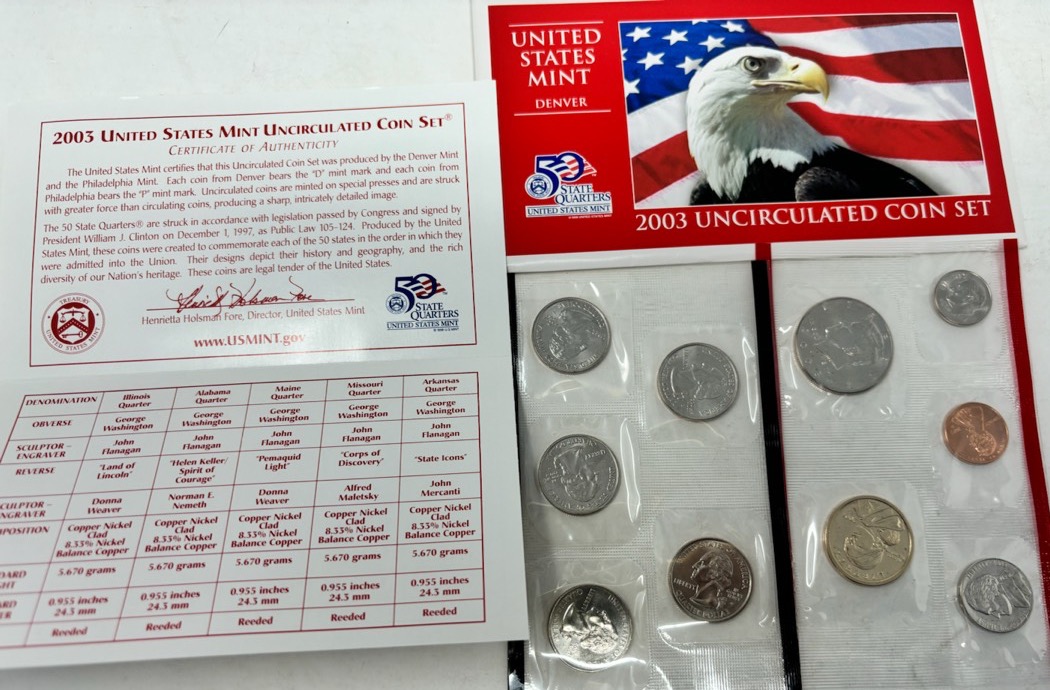 2003 UNITED STATES MINT UNCIRCULATED COIN SET®
CERTIFICATE OF AUTHENTICITY
The United States Mint certifies that this Uncirculated Coin Set was produced by the Denver Mint
and the Philadelphia Mint. Each coin from Denver bears the "D" mint mark and each coin from
Philadelphia bears the "P" mint mark. Uncirculated coins are minted on special presses and are struck
with greater force than circulating coins, producing a sharp, intricately detailed image.
The 50 State Quarters® are struck in accordance with legislation passed by Congress and signed by
President William J. Clinton on December 1, 1997, as Public Law 105–124. Produced by the United
States Mint, these coins were created to commemorate each of the 50 states in the order in which they
were admitted into the Union. Their designs depict their history and geography, and the rich
diversity of our Nation's heritage. These coins are legal tender of the United States.
Henrietta Holsman Fore
Henrietta Holsman Fore, Director, United States Mint
www.USMINT.gov
50
STATE
QUARTERS
UNITED STATES MINT
UNITED
STATES
MINT
DENVER
50
STATE
QUARTERS
UNITED STATES MINT
2003 UNCIRCULATED COIN SET
DENOMINATION Illinois Quarter Alabama Quarter Maine Quarter Missouri Quarter Arkansas Quarter
OBVERSE George Washington George Washington George Washington George Washington George Washington
SCULPTOR – ENGRAVER John Flanagan John Flanagan John Flanagan John Flanagan John Flanagan
REVERSE "Land of Lincoln" "Helen Keller/ Spirit of Courage" "Pemaquid Light" "Corps of Discovery" "State Icons"
CULPTOR – NGRAVER Donna Weaver Norman E. Nemeth Donna Weaver Alfred Maletsky John Mercanti
POSITION Copper Nickel Clad 8.33% Nickel Balance Copper Copper Nickel Clad 8.33% Nickel Balance Copper Copper Nickel Clad 8.33% Nickel Balance Copper Copper Nickel Clad 8.33% Nickel Balance Copper Copper Nickel Clad 8.33% Nickel Balance Copper
DARD GHT 5.670 grams 5.670 grams 5.670 grams 5.670 grams 5.670 grams
ARD ER 0.955 inches 24.3 mm 0.955 inches 24.3 mm 0.955 inches 24.3 mm 0.955 inches 24.3 mm 0.955 inches 24.3 mm
Reeded Reeded Reeded Reeded Reeded